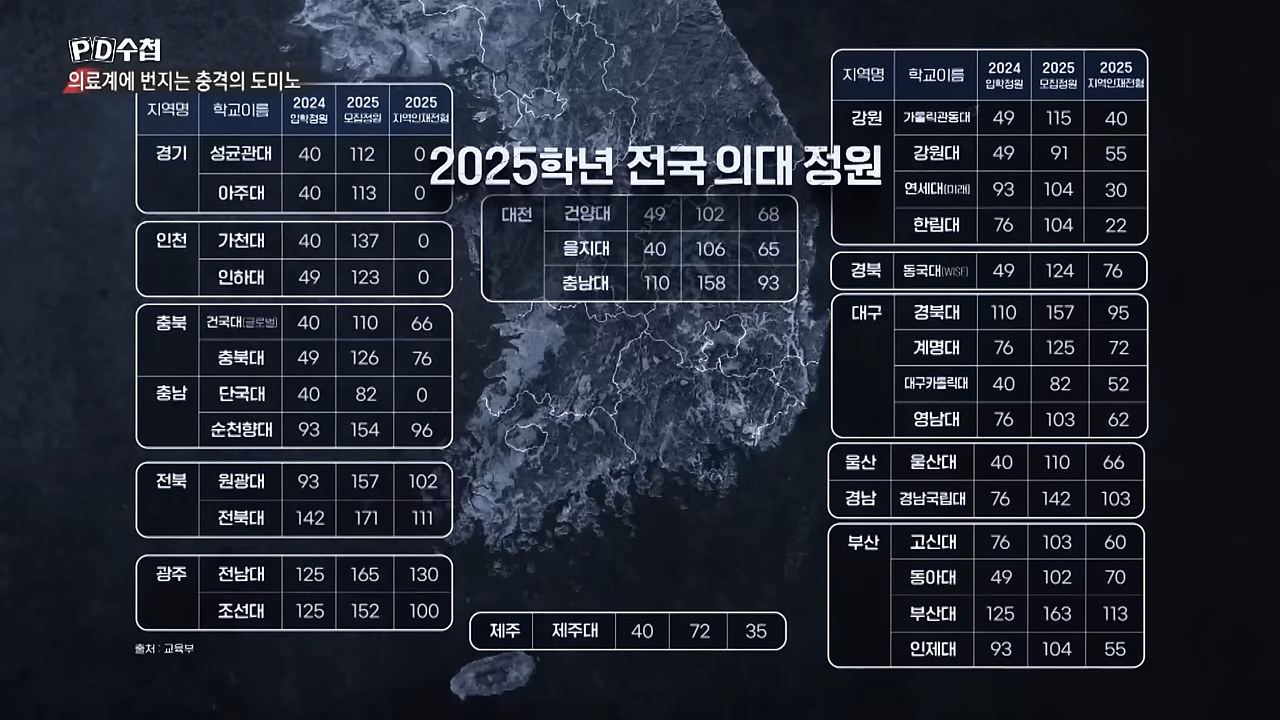 PD수첩
의료계에 번지는 충격의 도미노
2025학년 전국 의대 정원
지역명 학교이름 2024 입학정원 2025 모집정원 2025 지역인재전형
경기 성균관대 40 112 0
아주대 40 113 0
인천 가천대 40 137 0
인하대 49 123 0
충북 건국대(글로벌) 40 110 66
충북대 49 126 76
충남 단국대 40 82 0
순천향대 93 154 96
전북 원광대 93 157 102
전북대 142 171 111
광주 전남대 125 165 130
조선대 125 152 100
출처 : 교육부
대전 건양대 49 102 68
을지대 40 106 65
충남대 110 158 93
제주 제주대 40 72 35
지역명 학교이름 2024 입학정원 2025 모집정원 2025 지역인재전형
강원 가톨릭관동대 49 115 40
강원대 49 91 55
연세대(미래) 93 104 30
한림대 76 104 22
경북 동국대(WISE) 49 124 76
대구 경북대 110 157 95
계명대 76 125 72
대구카톨릭대 40 82 52
영남대 76 103 62
울산 울산대 40 110 66
경남 경남국립대 76 142 103
부산 고신대 76 103 60
동아대 49 102 70
부산대 125 163 113
인제대 93 104 55